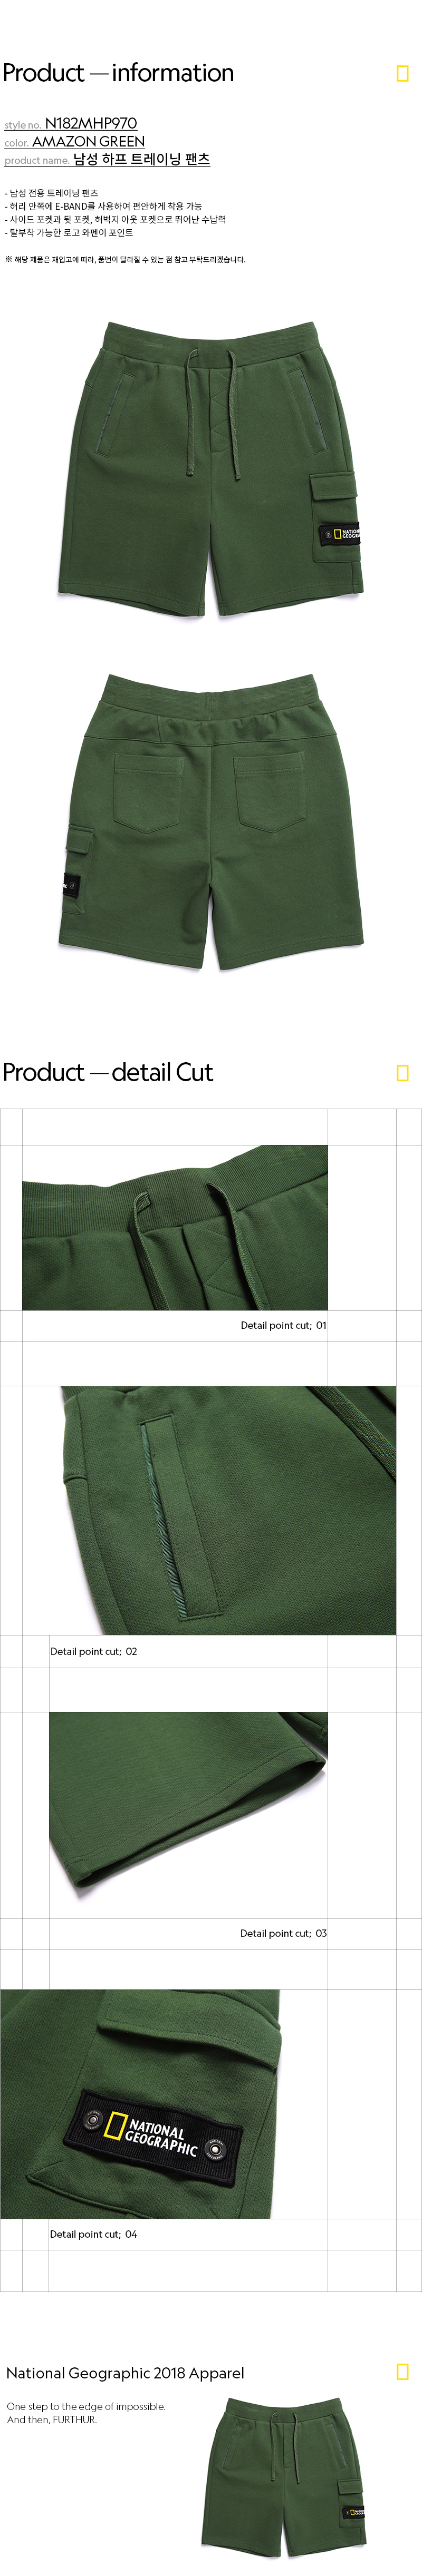 Product — information
style no. N182MHP970
color. AMAZON GREEN
product name. 남성 하프 트레이닝 팬츠
- 남성 전용 트레이닝 팬츠
- 허리 안쪽에 E-BAND를 사용하여 편안하게 착용 가능
- 사이드 포켓과 뒷 포켓, 허벅지 아웃 포켓으로 뛰어난 수납력
- 탈부착 가능한 로고 와펜이 포인트
※ 해당 제품은 재입고에 따라, 품번이 달라질 수 있는 점 참고 부탁드리겠습니다.
Product — detail Cut
Detail point cut; 01
Detail point cut; 02
Detail point cut; 03
NATIONAL
GEOGRAPHIC
Detail point cut; 04
National Geographic 2018 Apparel
One step to the edge of impossible.
And then, FURTHUR.